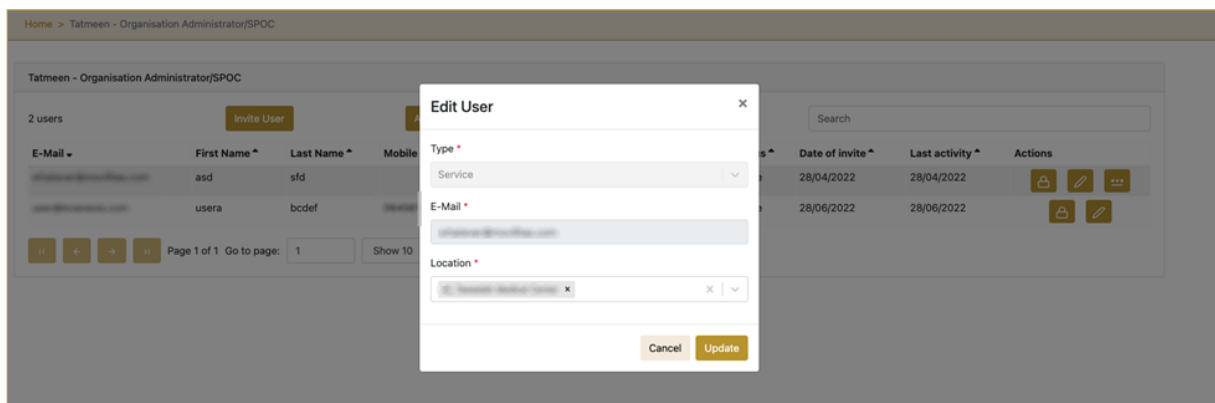 Home > Tatmeen - Organisation Administrator/SPOC
Tatmeen - Organisation Administrator/SPOC
2 users
Invite User
Search
E-Mail
First Name
Last Name
Mobile
Date of invite
Last activity
Actions
asd
sfd
28/04/2022
28/04/2022
usera
bcdef
28/06/2022
28/06/2022
Page 1 of 1 Go to page: 1
Show 10
Edit User
Type *
Service
E-Mail *
Location *
Cancel
Update